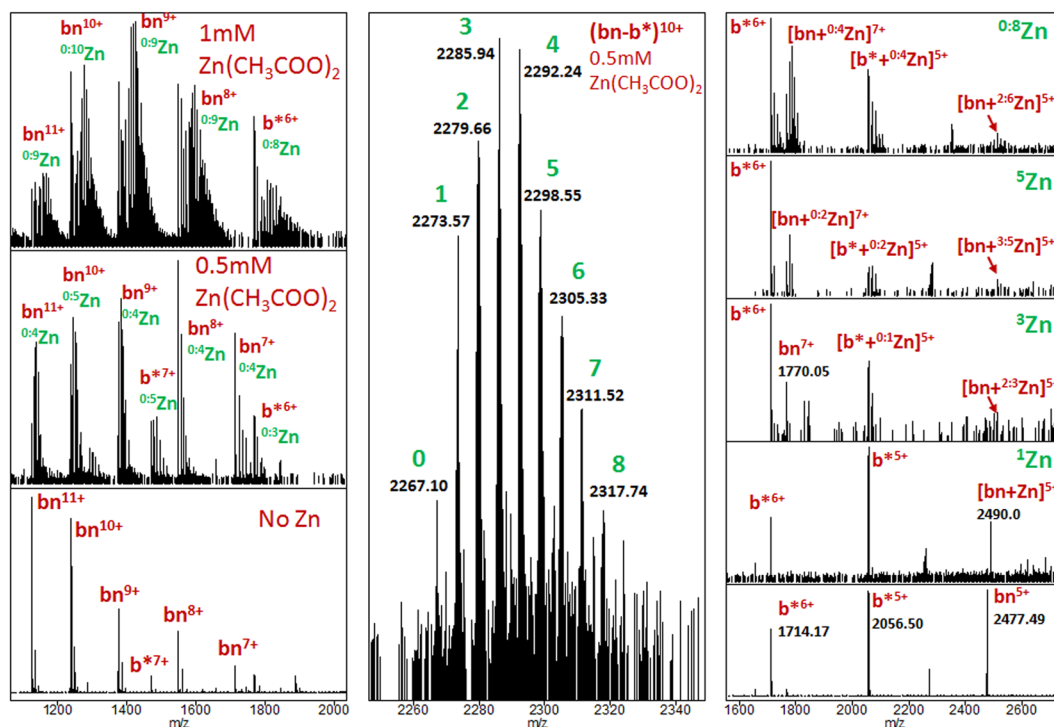 bn9+
bn10+
0:9Zn
1mM
0:10Zn
Zn(CH3COO)2
bn8+
0:9Zn
bn11+
0:9Zn
b*6+
0:8Zn
0.5mM
Zn(CH3COO)2
bn10+
0:5Zn
bn9+
0:4Zn
bn11+
0:4Zn
bn8+
0:4Zn
bn7+
0:4Zn
b*7+
0:5Zn
b*6+
0:3Zn
bn11+
No Zn
bn10+
bn9+
bn8+
b*7+
bn7+
1200 1400 1600 1800 2000
m/z
3
2285.94
(bn-b*)10+
0.5mM
Zn(CH3COO)2
4
2292.24
2
2279.66
5
2298.55
1
2273.57
6
2305.33
7
2311.52
0
2267.10
8
2317.74
2260 2280 2300 2320 2340
m/z
b*6+
[bn+0:4Zn]7+
0:8Zn
[b*+0:4Zn]5+
[bn+2:6Zn]5+
b*6+
5Zn
[bn+0:2Zn]7+
[b*+0:2Zn]5+
[bn+3:5Zn]5+
b*6+
3Zn
bn7+
1770.05
[b*+0:1Zn]5+
[bn+2:3Zn]5+
b*5+
1Zn
b*6+
[bn+Zn]5+
2490.0
b*6+
1714.17
b*5+
2056.50
bn5+
2477.49
1600 1800 2000 2200 2400 2600
m/z